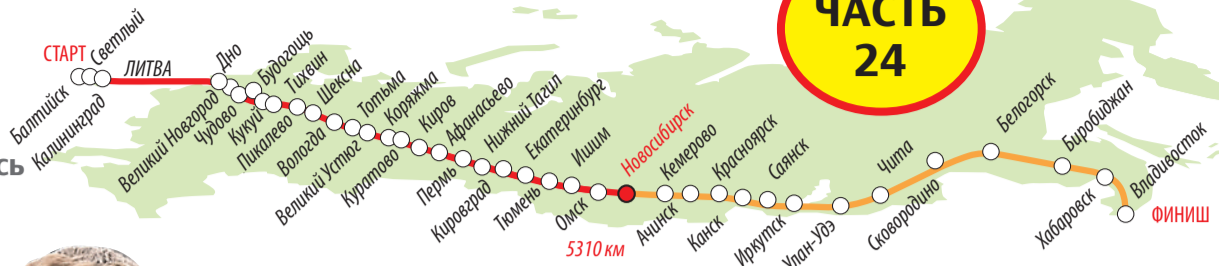 ЧАСТЬ
24
СТАРТ
Балтийск
Светлый
Калининград
ЛИТВА
Дно
Великий Новгород
Чудово
Будогощь
Кукуй
Тихвин
Пикалево
Шексна
Вологда
Тотьма
Великий Устюг
Коряжма
Куратово
Киров
Афанасьево
Пермь
Нижний Тагил
Кировград
Екатеринбург
Тюмень
Ишим
Омск
Новосибирск
5310 км
Кемерово
Ачинск
Красноярск
Канск
Саянск
Иркутск
Улан-Удэ
Чита
Сковородино
Белогорск
Биробиджан
Хабаровск
Владивосток
ФИНИШ
сь